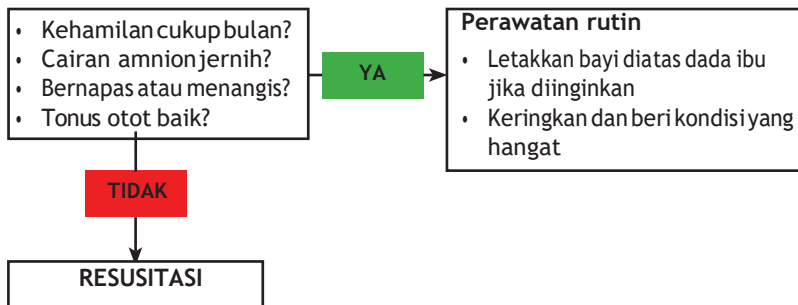 • Kehamilan cukup bulan?
• Cairan amnion jernih?
• Bernapas atau menangis?
• Tonus otot baik?
YA
Perawatan rutin
• Letakkan bayi diatas dada ibu
jika diinginkan
• Keringkan dan beri kondisi yang
hangat
TIDAK
RESUSITASI